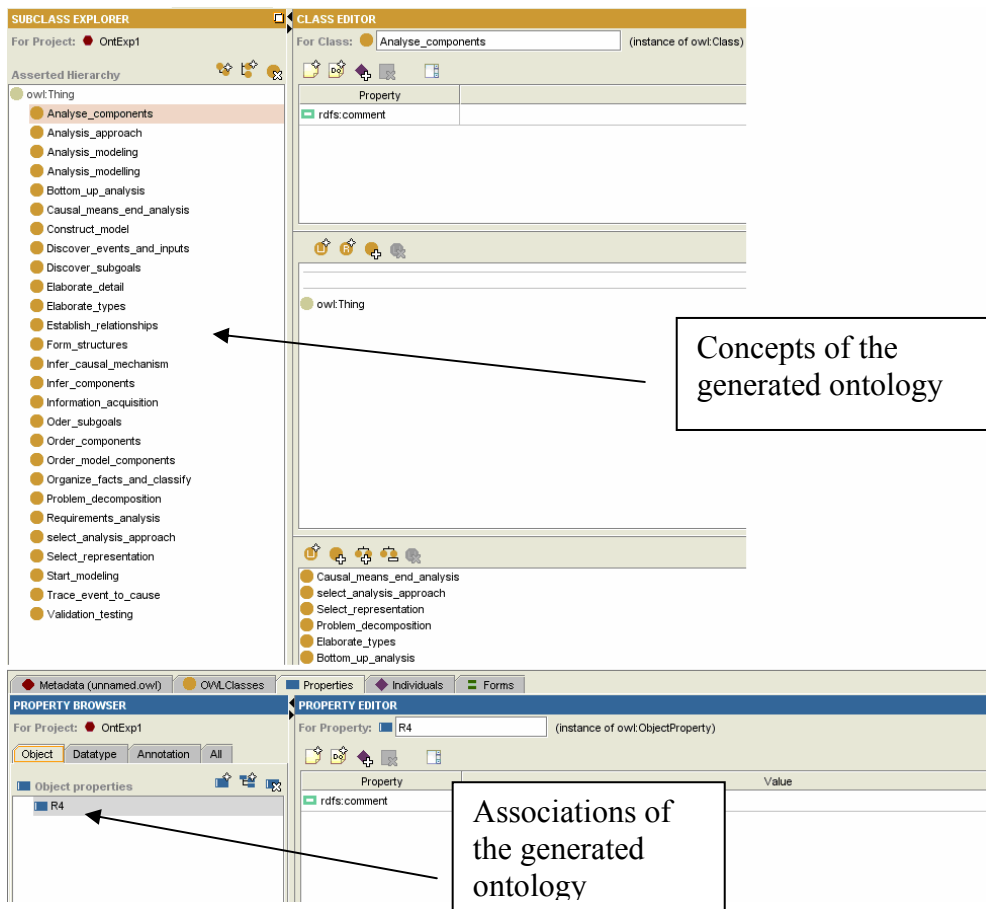 SUBCLASS EXPLORER
For Project: OntExp1
Asserted Hierarchy
owl:Thing
Analyse_components
Analysis_approach
Analysis_modeling
Analysis_modelling
Bottom_up_analysis
Causal_means_end_analysis
Construct_model
Discover_events_and_inputs
Discover_subgoals
Elaborate_detail
Elaborate_types
Establish_relationships
Form_structures
Infer_causal_mechanism
Infer_components
Information_acquisition
Oder_subgoals
Order_components
Order_model_components
Organize_facts_and_classify
Problem_decomposition
Requirements_analysis
select_analysis_approach
Select_representation
Start_modeling
Trace_event_to_cause
Validation_testing
CLASS EDITOR
For Class: Analyse_components (instance of owl:Class)
Property
rdfs:comment
owl:Thing
Causal_means_end_analysis
select_analysis_approach
Select_representation
Problem_decomposition
Elaborate_types
Bottom_up_analysis
Concepts of the
generated ontology
Metadata (unnamed.owl) OWLClasses Properties Individuals Forms
PROPERTY BROWSER
For Project: OntExp1
Object Datatype Annotation All
Object properties
R4
PROPERTY EDITOR
For Property: R4 (instance of owl:ObjectProperty)
Property Value
rdfs:comment
Associations of
the generated
ontology